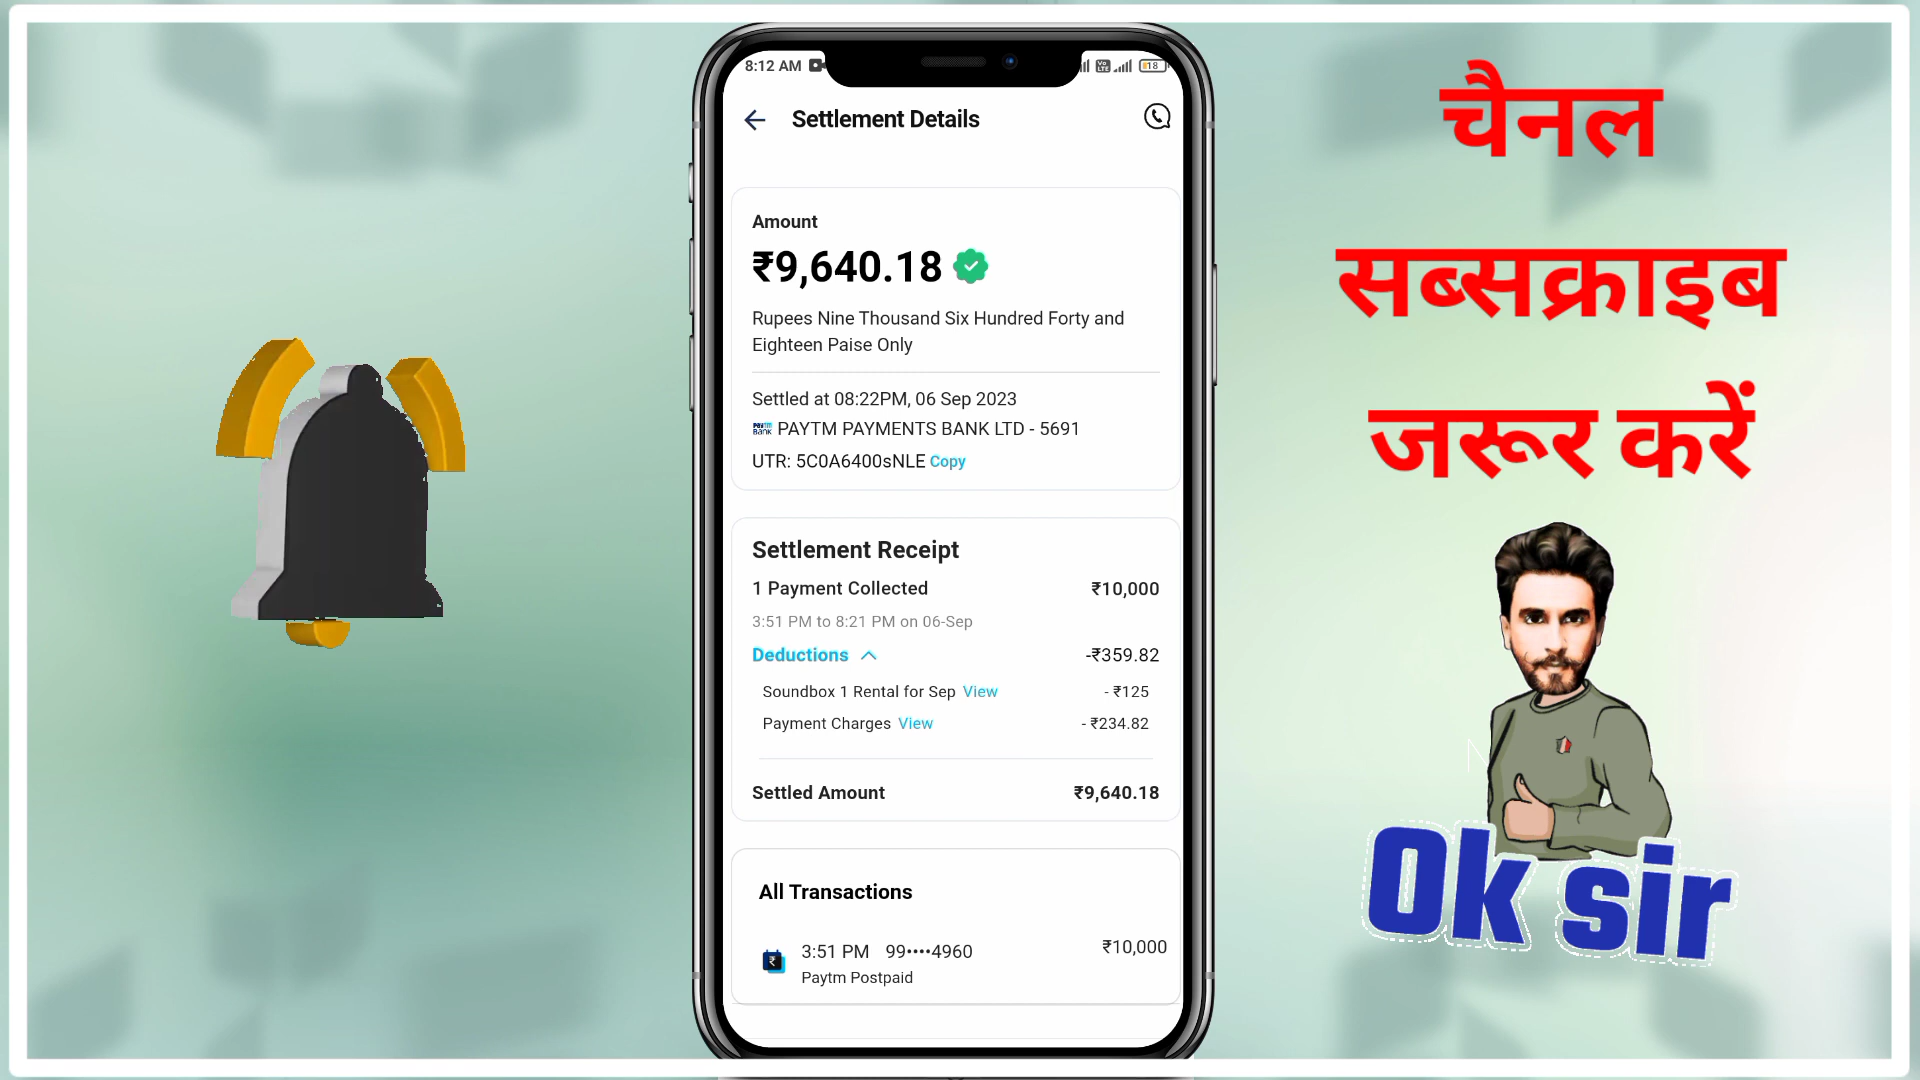 8:12 AM
18
Settlement Details
Amount
₹9,640.18
Rupees Nine Thousand Six Hundred Forty and
Eighteen Paise Only
Settled at 08:22PM, 06 Sep 2023
PAYTM PAYMENTS BANK LTD - 5691
UTR: 5C0A6400sNLE Copy
Settlement Receipt
1 Payment Collected ₹10,000
3:51 PM to 8:21 PM on 06-Sep
Deductions -₹359.82
Soundbox 1 Rental for Sep View - ₹125
Payment Charges View - ₹234.82
Settled Amount ₹9,640.18
All Transactions
3:51 PM 99••••4960 ₹10,000
Paytm Postpaid
चैनल
सब्सक्राइब
जरूर करें
Ok sir